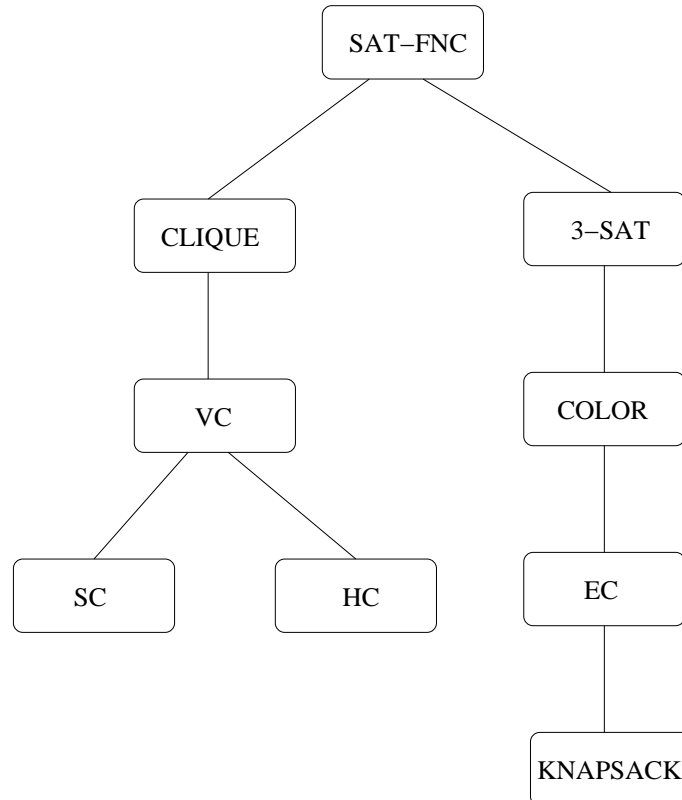 SAT–FNC
CLIQUE
3–SAT
VC
COLOR
SC
HC
EC
KNAPSACK